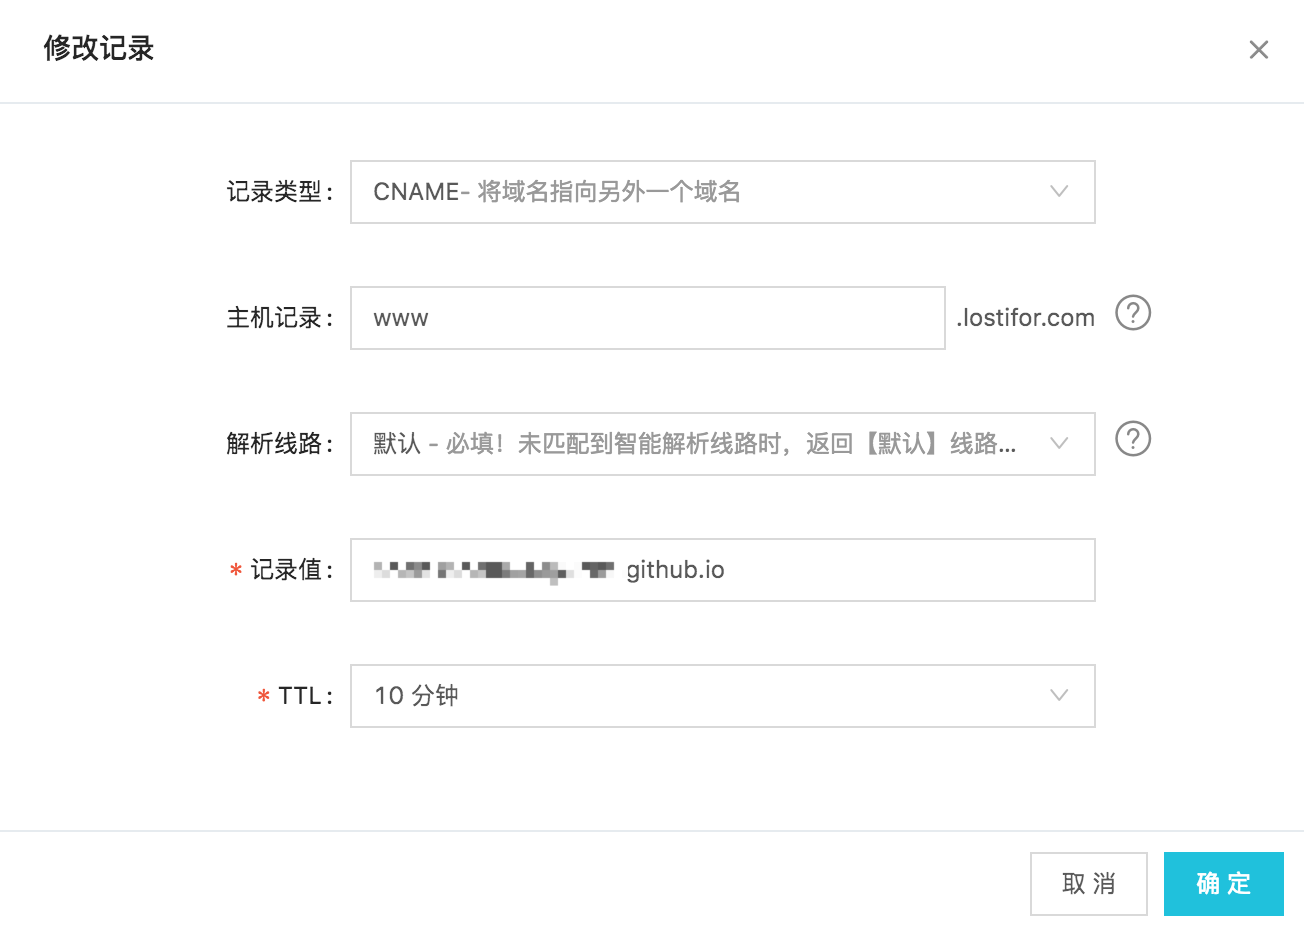 修改记录
记录类型: CNAME- 将域名指向另外一个域名
主机记录: www .lostifor.com ?
解析线路: 默认 - 必填！未匹配到智能解析线路时，返回【默认】线路... ?
* 记录值: github.io
* TTL: 10 分钟
取 消 确 定